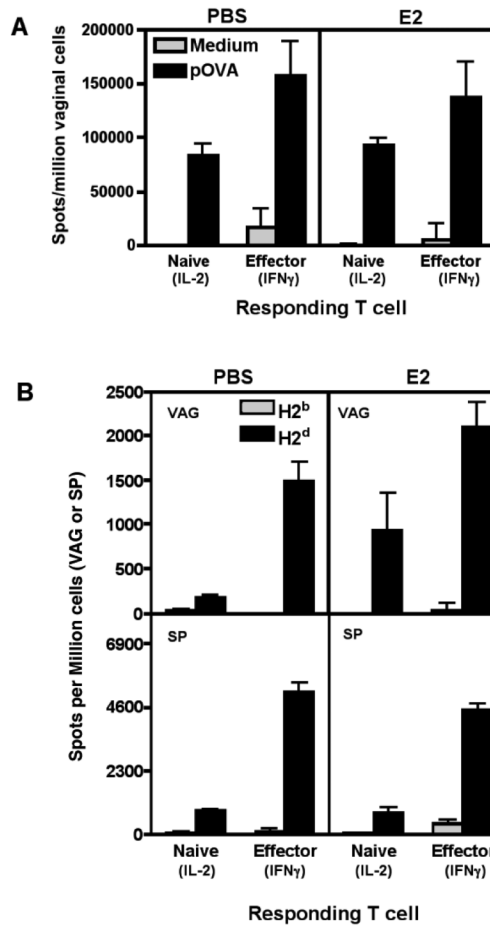 A
PBS
E2
Spots/million vaginal cells
200000
150000
100000
50000
0
Medium
pOVA
Naive
(IL-2)
Effector
(IFNγ)
Naive
(IL-2)
Effector
(IFNγ)
Responding T cell
B
PBS
E2
Spots per Million cells (VAG or SP)
2500
2000
1500
1000
500
0
VAG
H2ᵇ
H2ᵈ
VAG
6900
4600
2300
0
SP
SP
Naive
(IL-2)
Effector
(IFNγ)
Naive
(IL-2)
Effector
(IFNγ)
Responding T cell